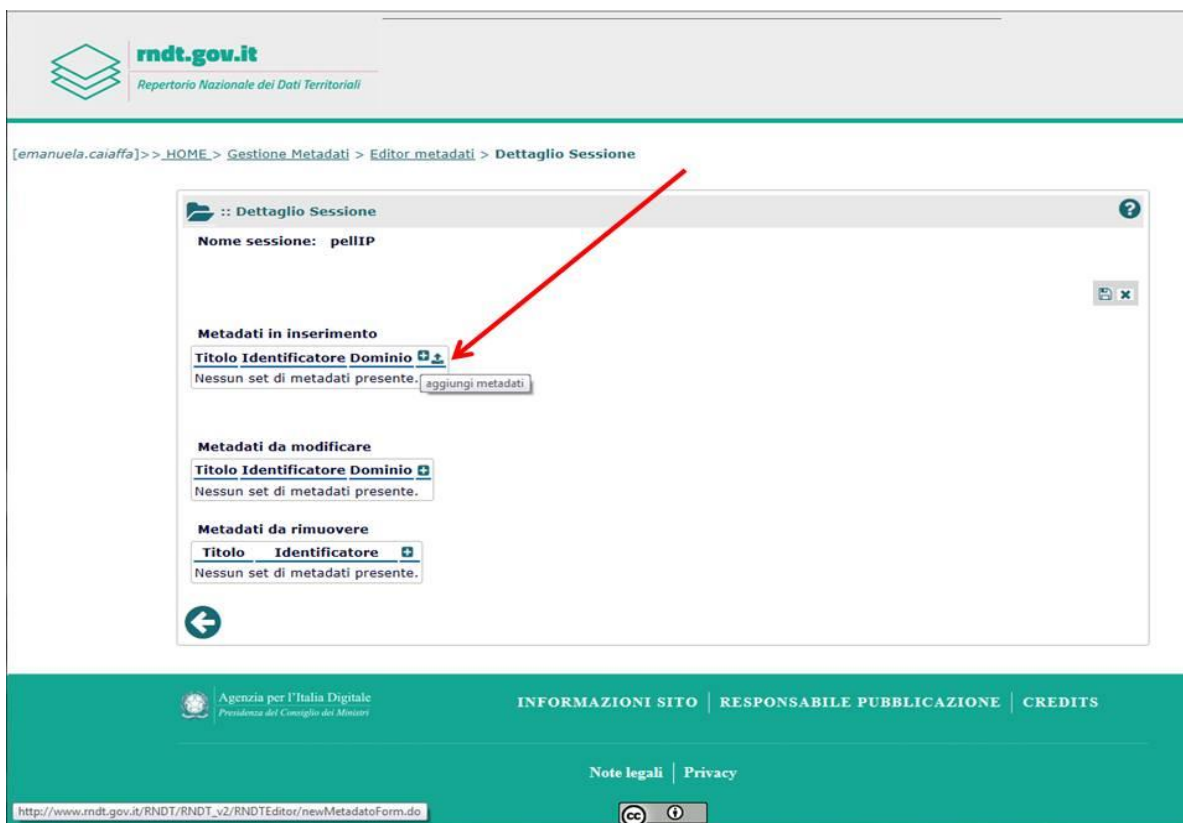 rndt.gov.it
Repertorio Nazionale dei Dati Territoriali
[emanuela.caiaffa]>> HOME > Gestione Metadati > Editor metadati > Dettaglio Sessione
:: Dettaglio Sessione
?
Nome sessione: pellIP
Metadati in inserimento
Titolo Identificatore Dominio
Nessun set di metadati presente.
aggiungi metadati
Metadati da modificare
Titolo Identificatore Dominio
Nessun set di metadati presente.
Metadati da rimuovere
Titolo Identificatore
Nessun set di metadati presente.
Agenzia per l'Italia Digitale
Presidenza del Consiglio dei Ministri
INFORMAZIONI SITO | RESPONSABILE PUBBLICAZIONE | CREDITS
Note legali | Privacy
http://www.rndt.gov.it/RNDT/RNDT_v2/RNDTEditor/newMetadatoForm.do
cc